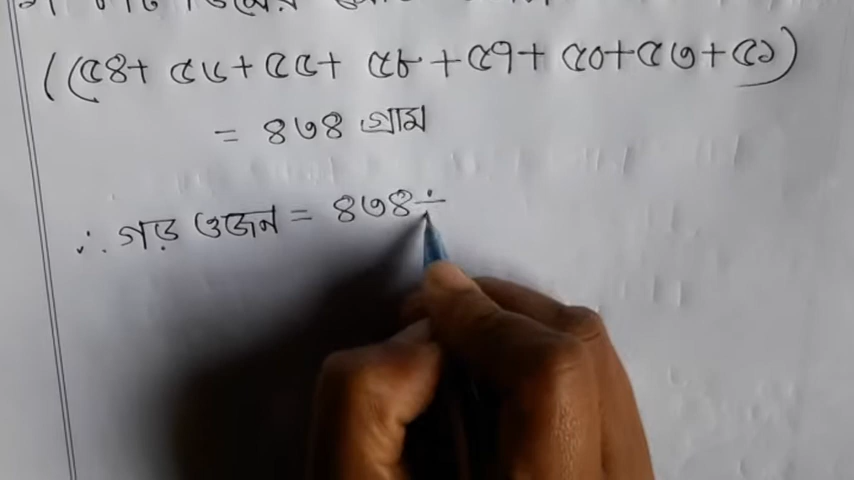 ((৫৪+ ৫৬+ ৫৫+ ৫৮+৫৭+ ৫০+৫৩+৫১)
= ৪৩৪ গ্রাম
∴ গড় ওজন = ৪৩৪÷